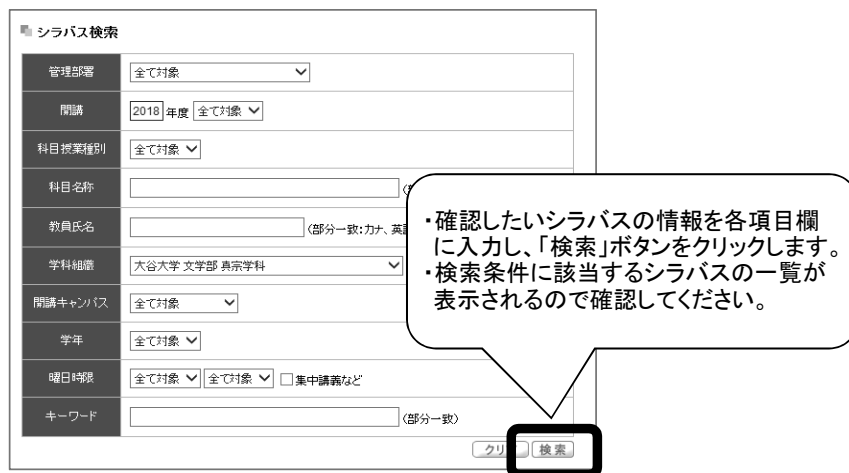 シラバス検索
管理部署 全て対象
開講 2018 年度 全て対象
科目授業種別 全て対象
科目名称
教員氏名 (部分一致:カナ、英
学科組織 大谷大学 文学部 真宗学科
開講キャンパス 全て対象
学年 全て対象
曜日時限 全て対象 全て対象 集中講義など
キーワード (部分一致)
クリ 検索
・確認したいシラバスの情報を各項目欄
に入力し、「検索」ボタンをクリックします。
・検索条件に該当するシラバスの一覧が
表示されるので確認してください。